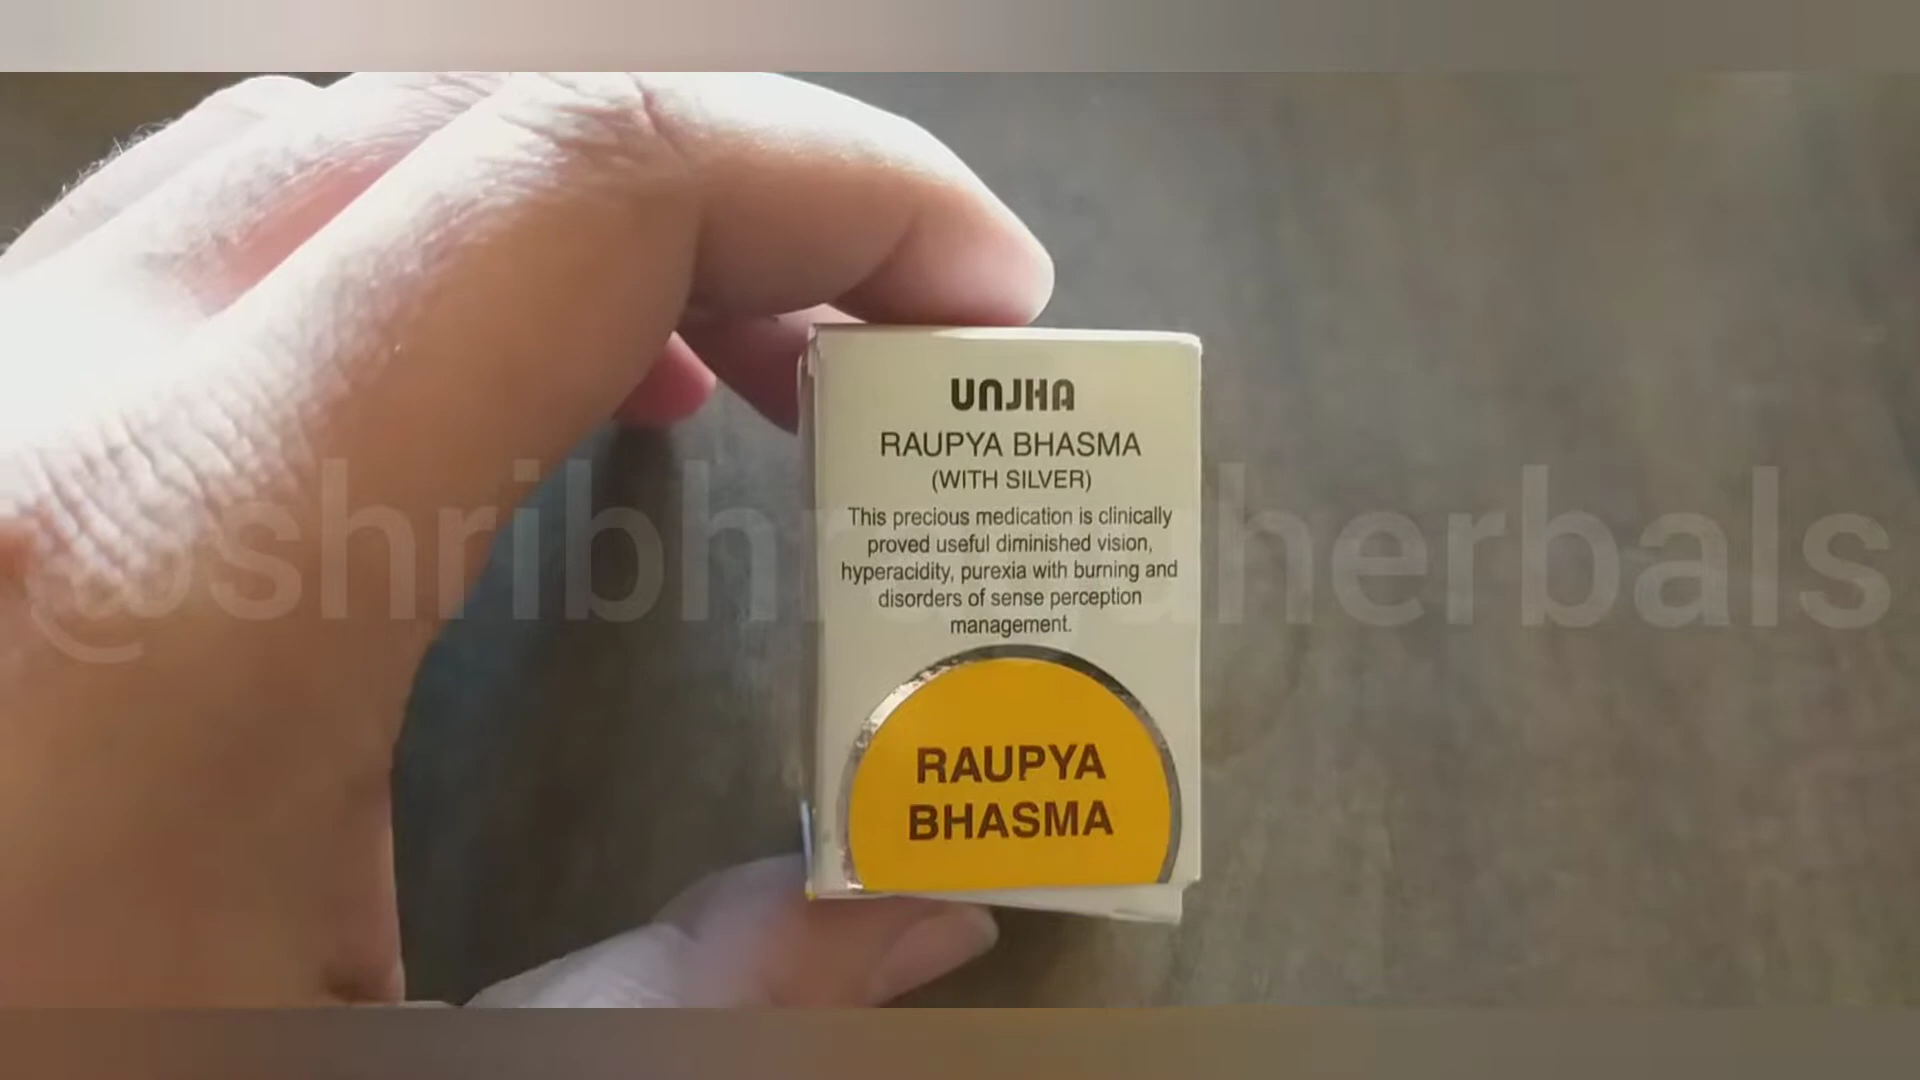 UNJHA
RAUPYA BHASMA
(WITH SILVER)
This precious medication is clinically
proved useful diminished vision,
hyperacidity, purexia with burning and
disorders of sense perception
management.
RAUPYA
BHASMA